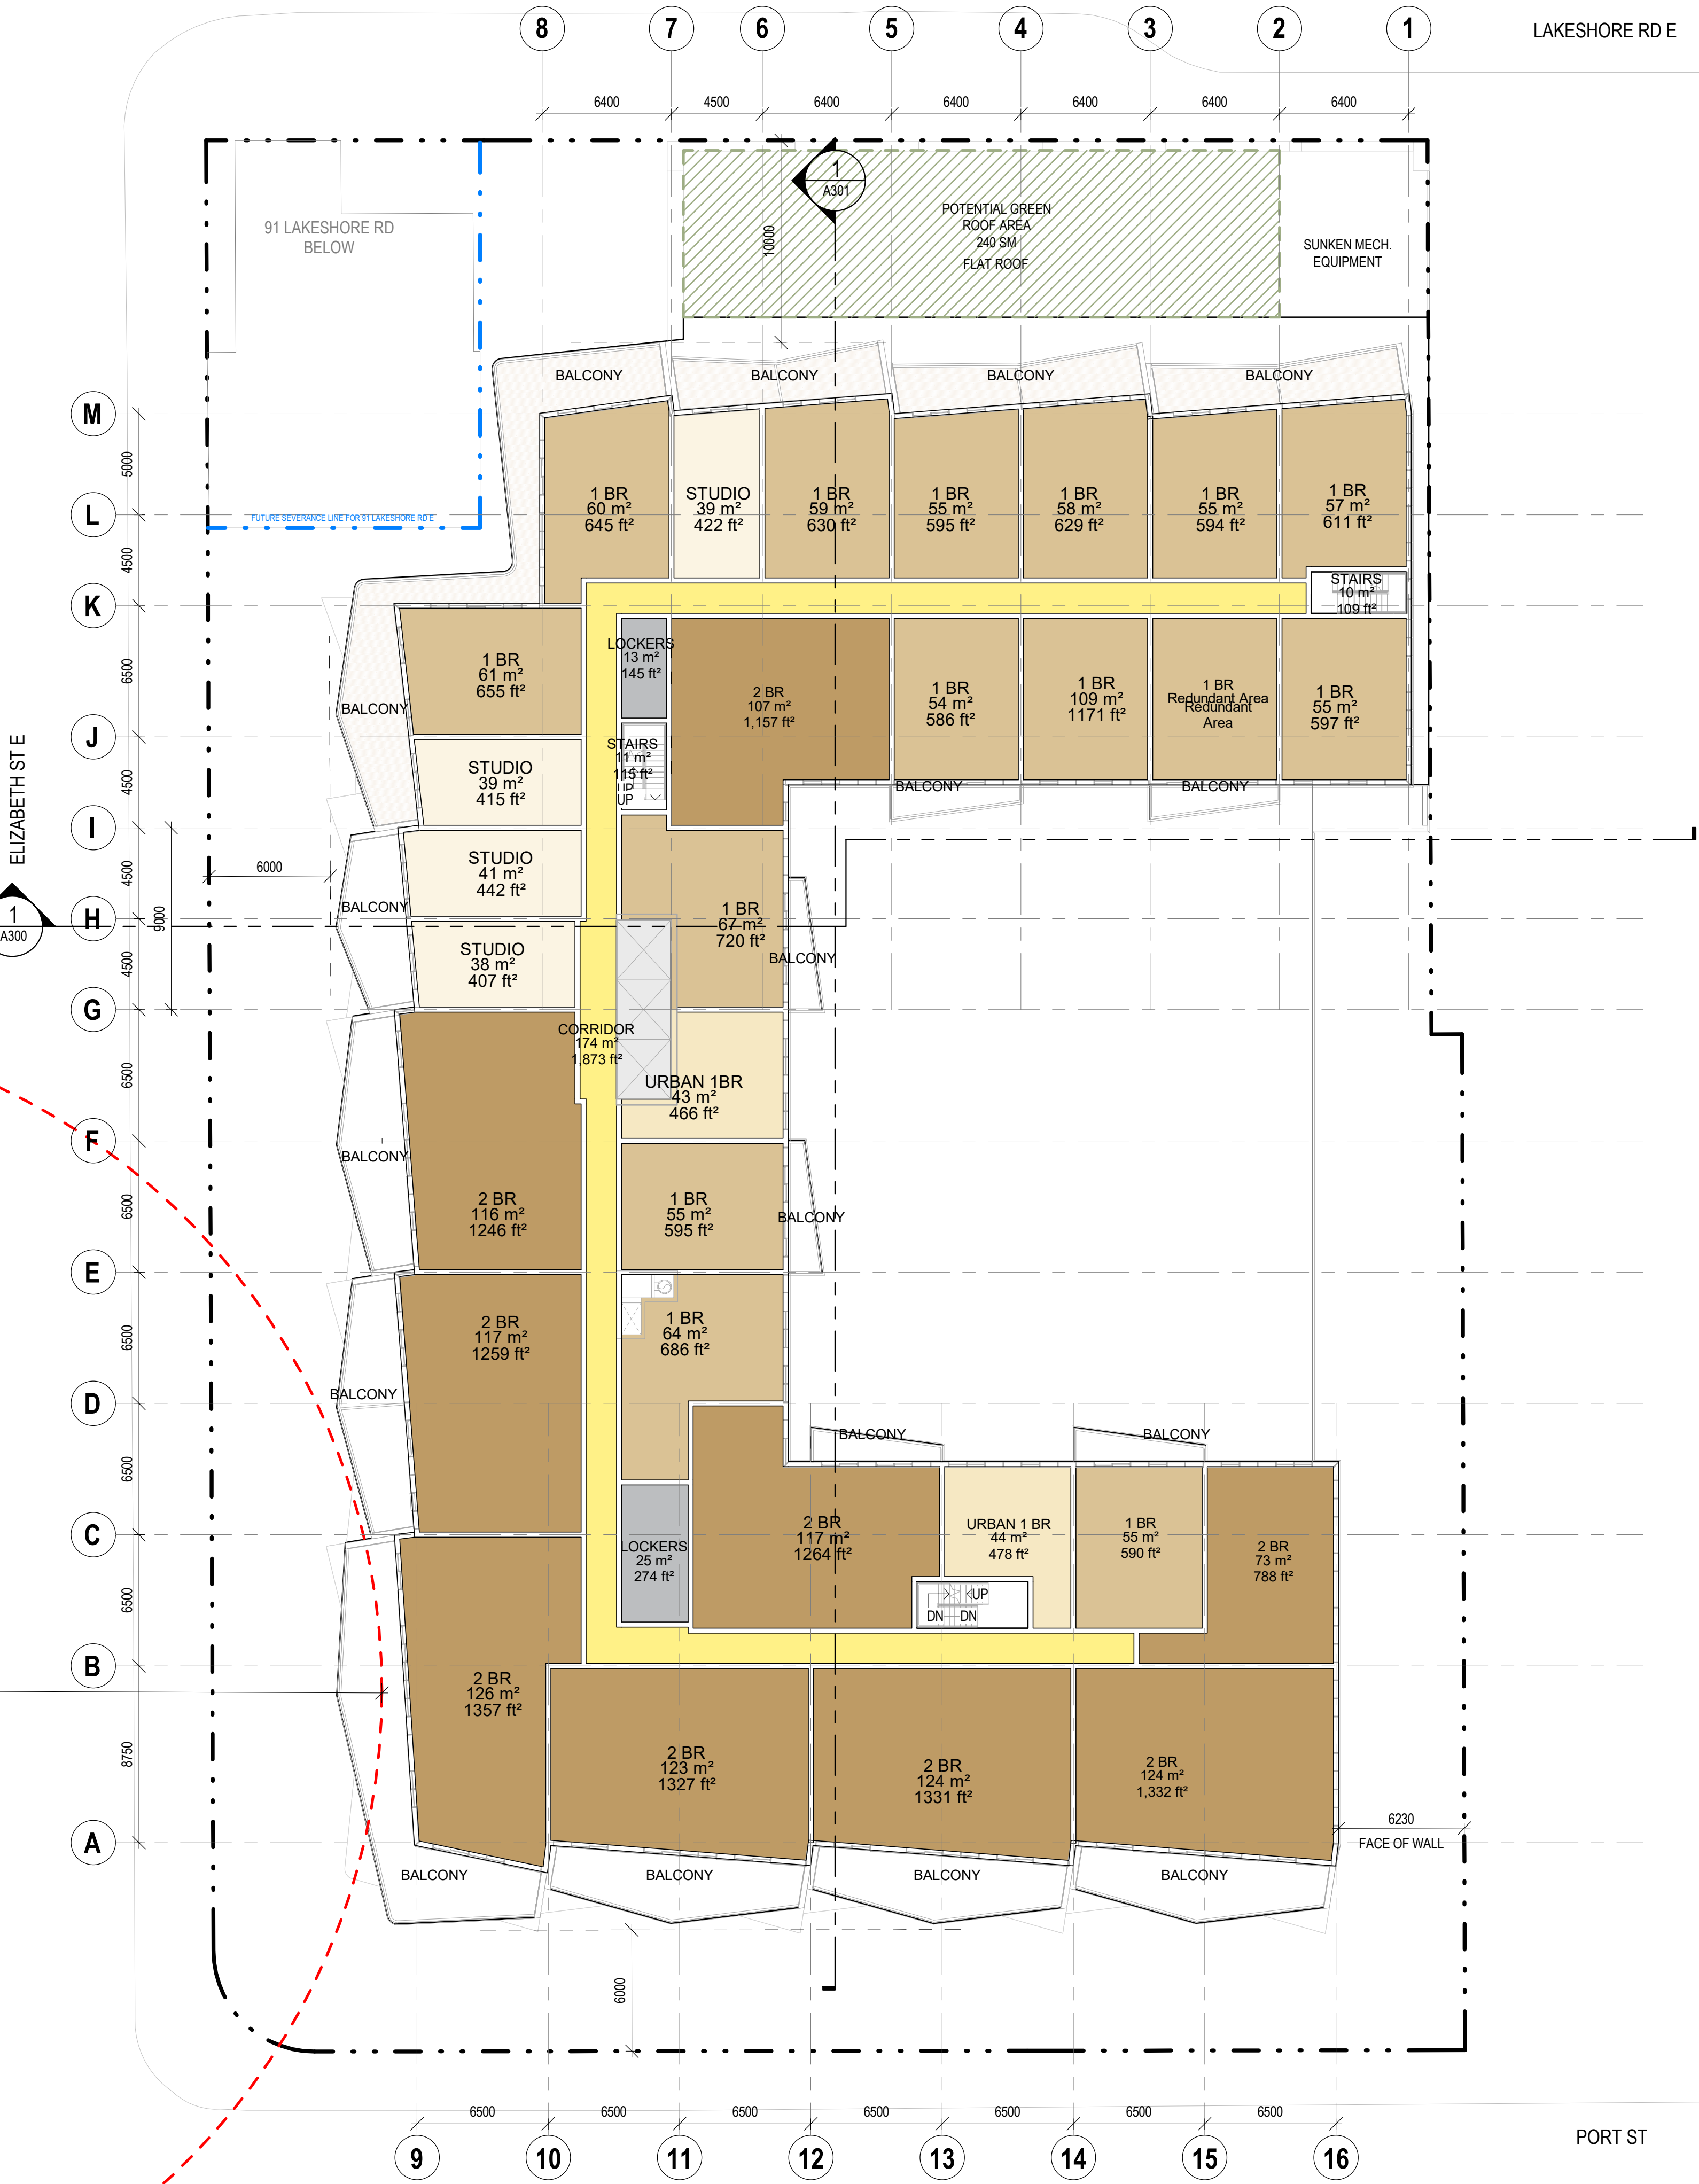 8
7
6
5
4
3
2
1
LAKESHORE RD E
6400
4500
6400
6400
6400
6400
6400
1
A301
91 LAKESHORE RD
BELOW
10000
POTENTIAL GREEN
ROOF AREA
240 SM
FLAT ROOF
SUNKEN MECH.
EQUIPMENT
BALCONY
BALCONY
BALCONY
BALCONY
M
5000
L
4500
K
6500
J
4500
I
4500
H
4500
G
6500
F
6500
E
6500
D
6500
C
6500
B
8750
A
9000
6000
ELIZABETH ST E
1
A300
FUTURE SEVERANCE LINE FOR 91 LAKESHORE RD E
1 BR
60 m²
645 ft²
STUDIO
39 m²
422 ft²
1 BR
59 m²
630 ft²
1 BR
55 m²
595 ft²
1 BR
58 m²
629 ft²
1 BR
55 m²
594 ft²
1 BR
57 m²
611 ft²
STAIRS
10 m²
109 ft²
1 BR
61 m²
655 ft²
LOCKERS
13 m²
145 ft²
2 BR
107 m²
1,157 ft²
1 BR
54 m²
586 ft²
1 BR
109 m²
1171 ft²
1 BR
Redundant Area
Redundant
Area
1 BR
55 m²
597 ft²
BALCONY
STAIRS
11 m²
115 ft²
UP
UP
STUDIO
39 m²
415 ft²
BALCONY
BALCONY
STUDIO
41 m²
442 ft²
BALCONY
1 BR
67 m²
720 ft²
STUDIO
38 m²
407 ft²
BALCONY
CORRIDOR
174 m²
1,873 ft²
URBAN 1BR
43 m²
466 ft²
BALCONY
2 BR
116 m²
1246 ft²
1 BR
55 m²
595 ft²
BALCONY
2 BR
117 m²
1259 ft²
1 BR
64 m²
686 ft²
BALCONY
BALCONY
BALCONY
2 BR
117 m²
1264 ft²
URBAN 1 BR
44 m²
478 ft²
1 BR
55 m²
590 ft²
2 BR
73 m²
788 ft²
LOCKERS
25 m²
274 ft²
UP
DN
DN
2 BR
126 m²
1357 ft²
2 BR
123 m²
1327 ft²
2 BR
124 m²
1331 ft²
2 BR
124 m²
1,332 ft²
6230
FACE OF WALL
BALCONY
BALCONY
BALCONY
BALCONY
6000
6500
6500
6500
6500
6500
6500
6500
9
10
11
12
13
14
15
16
PORT ST